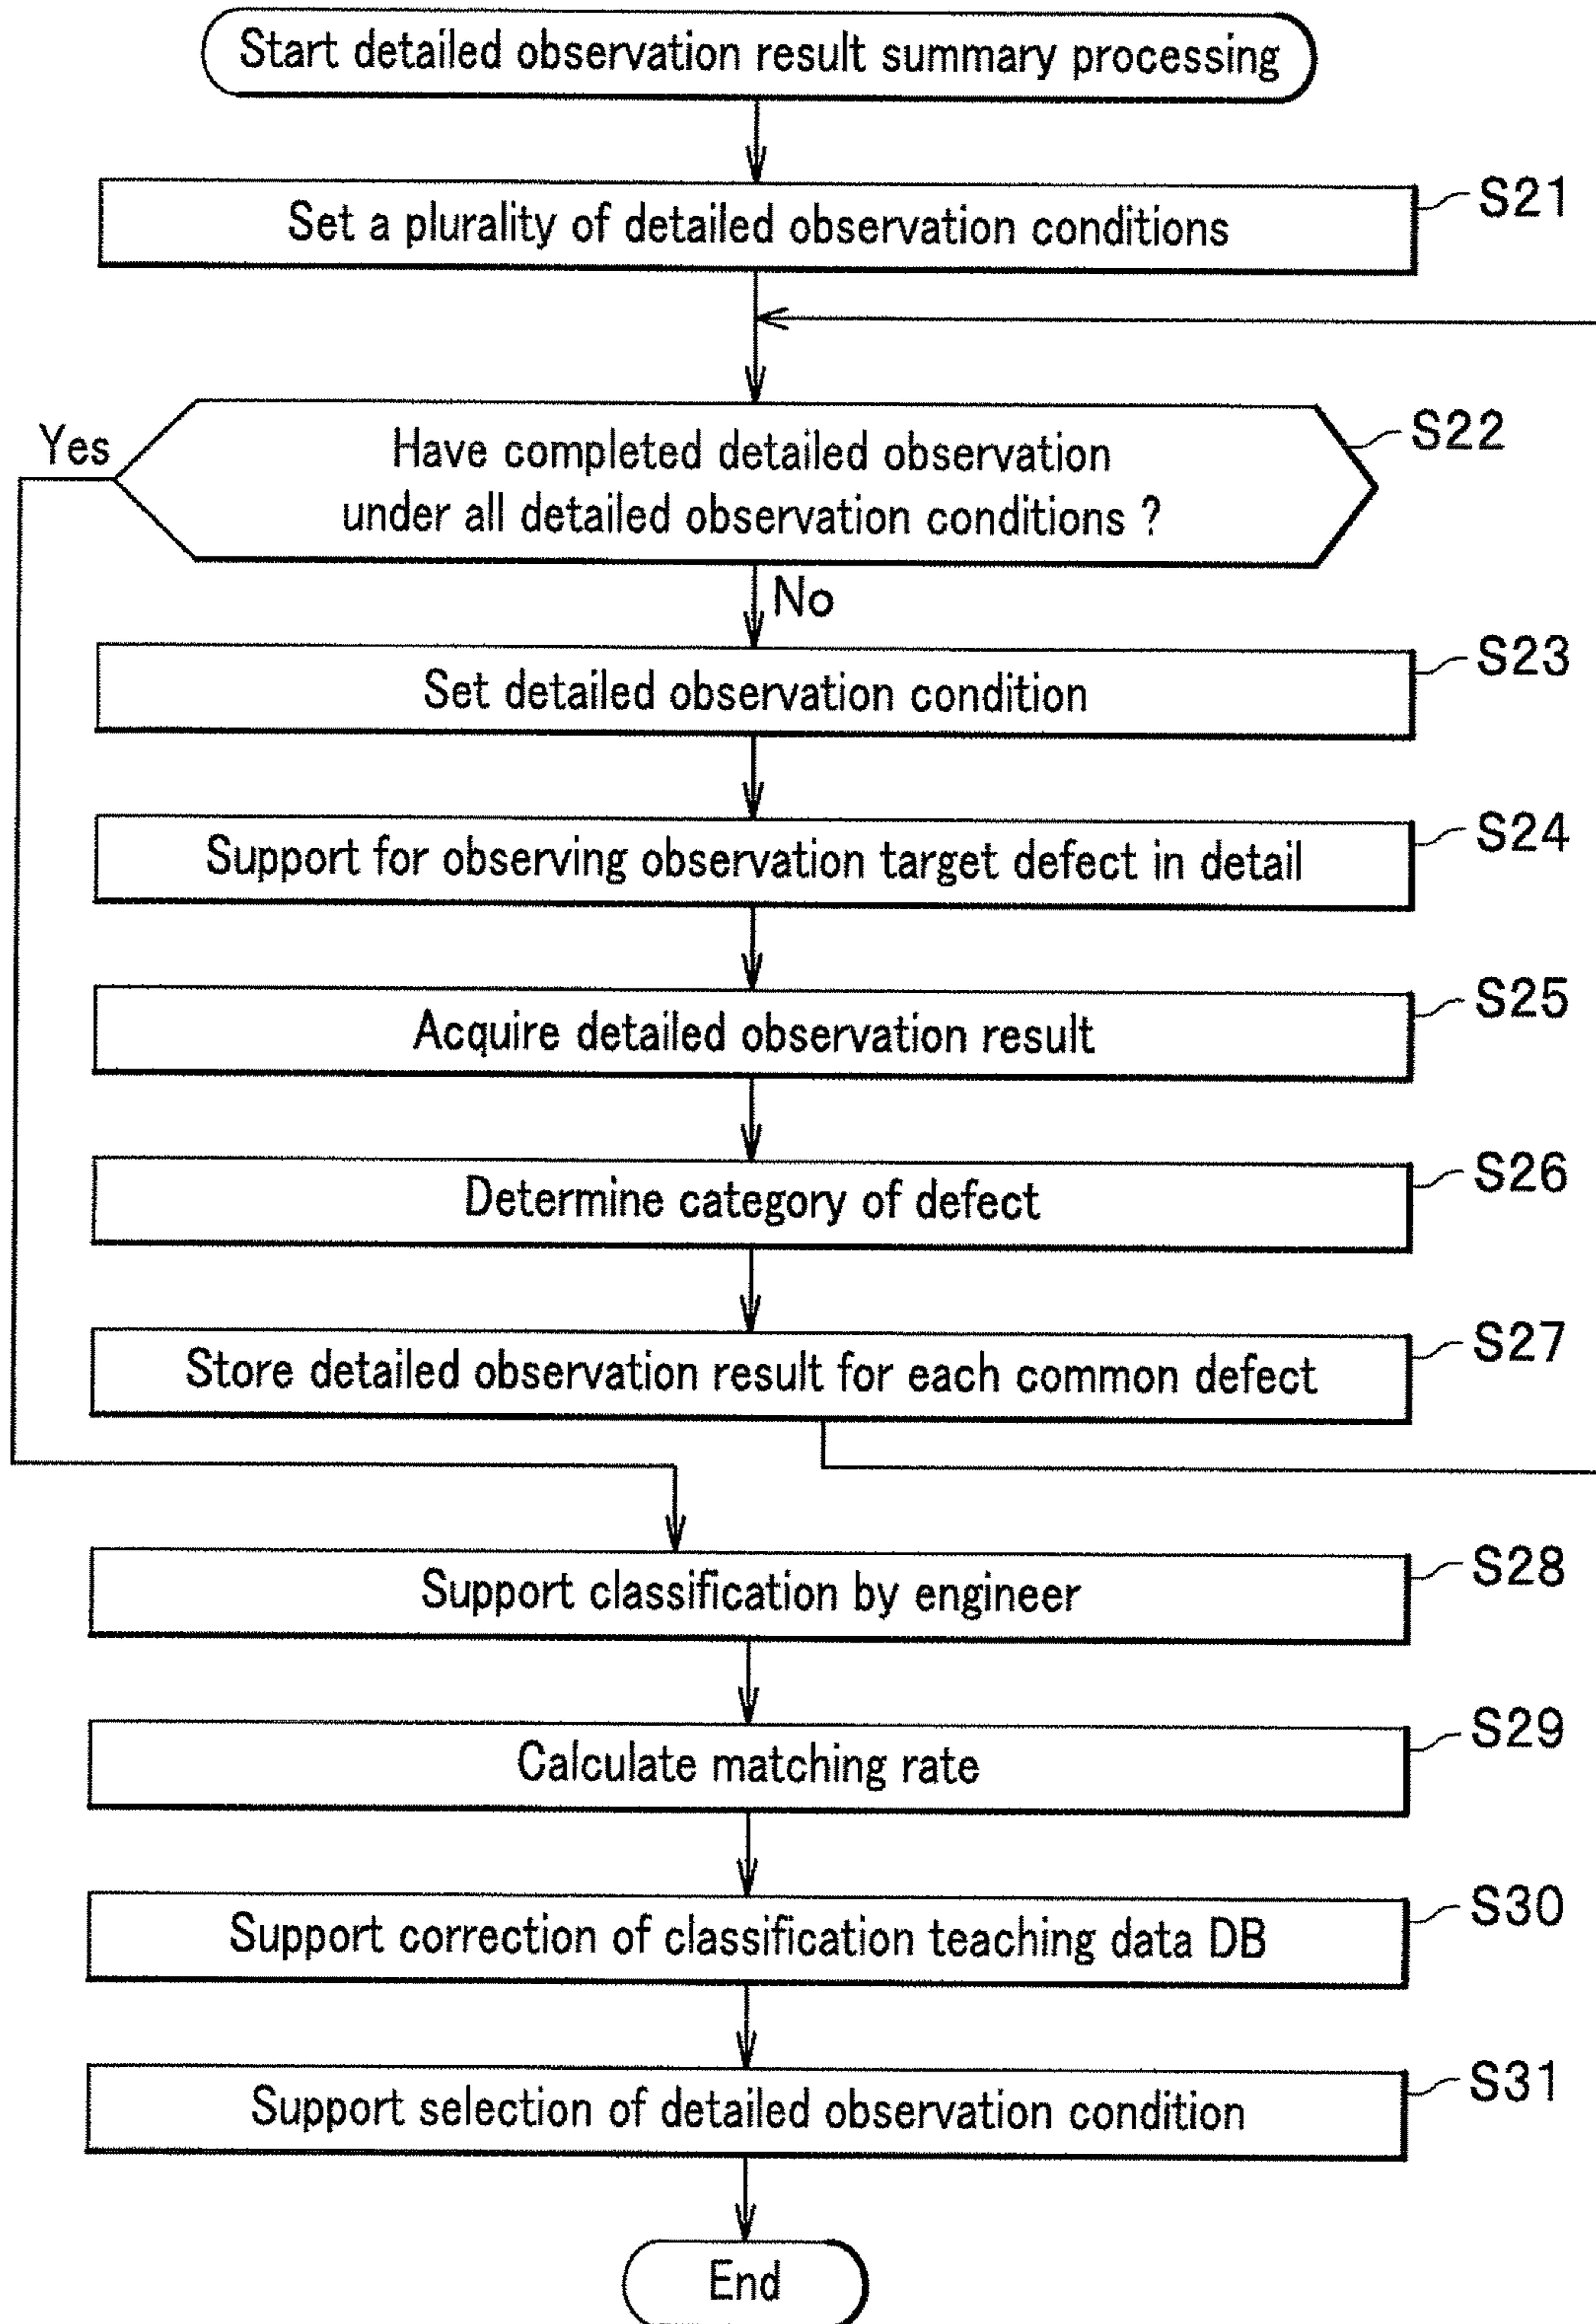 Start detailed observation result summary processing
Set a plurality of detailed observation conditions
S21
Yes
Have completed detailed observation
under all detailed observation conditions ?
S22
No
Set detailed observation condition
S23
Support for observing observation target defect in detail
S24
Acquire detailed observation result
S25
Determine category of defect
S26
Store detailed observation result for each common defect
S27
Support classification by engineer
S28
Calculate matching rate
S29
Support correction of classification teaching data DB
S30
Support selection of detailed observation condition
S31
End